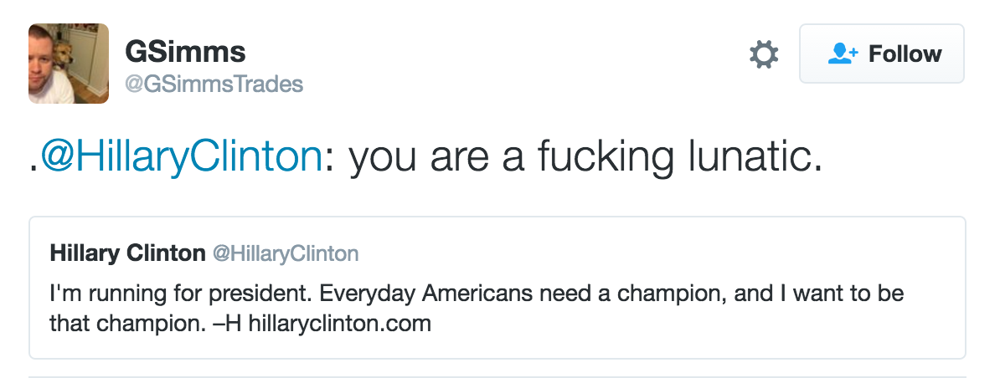 GSimms
@GSimmsTrades
Follow
.@HillaryClinton: you are a fucking lunatic.
Hillary Clinton @HillaryClinton
I'm running for president. Everyday Americans need a champion, and I want to be
that champion. –H hillaryclinton.com